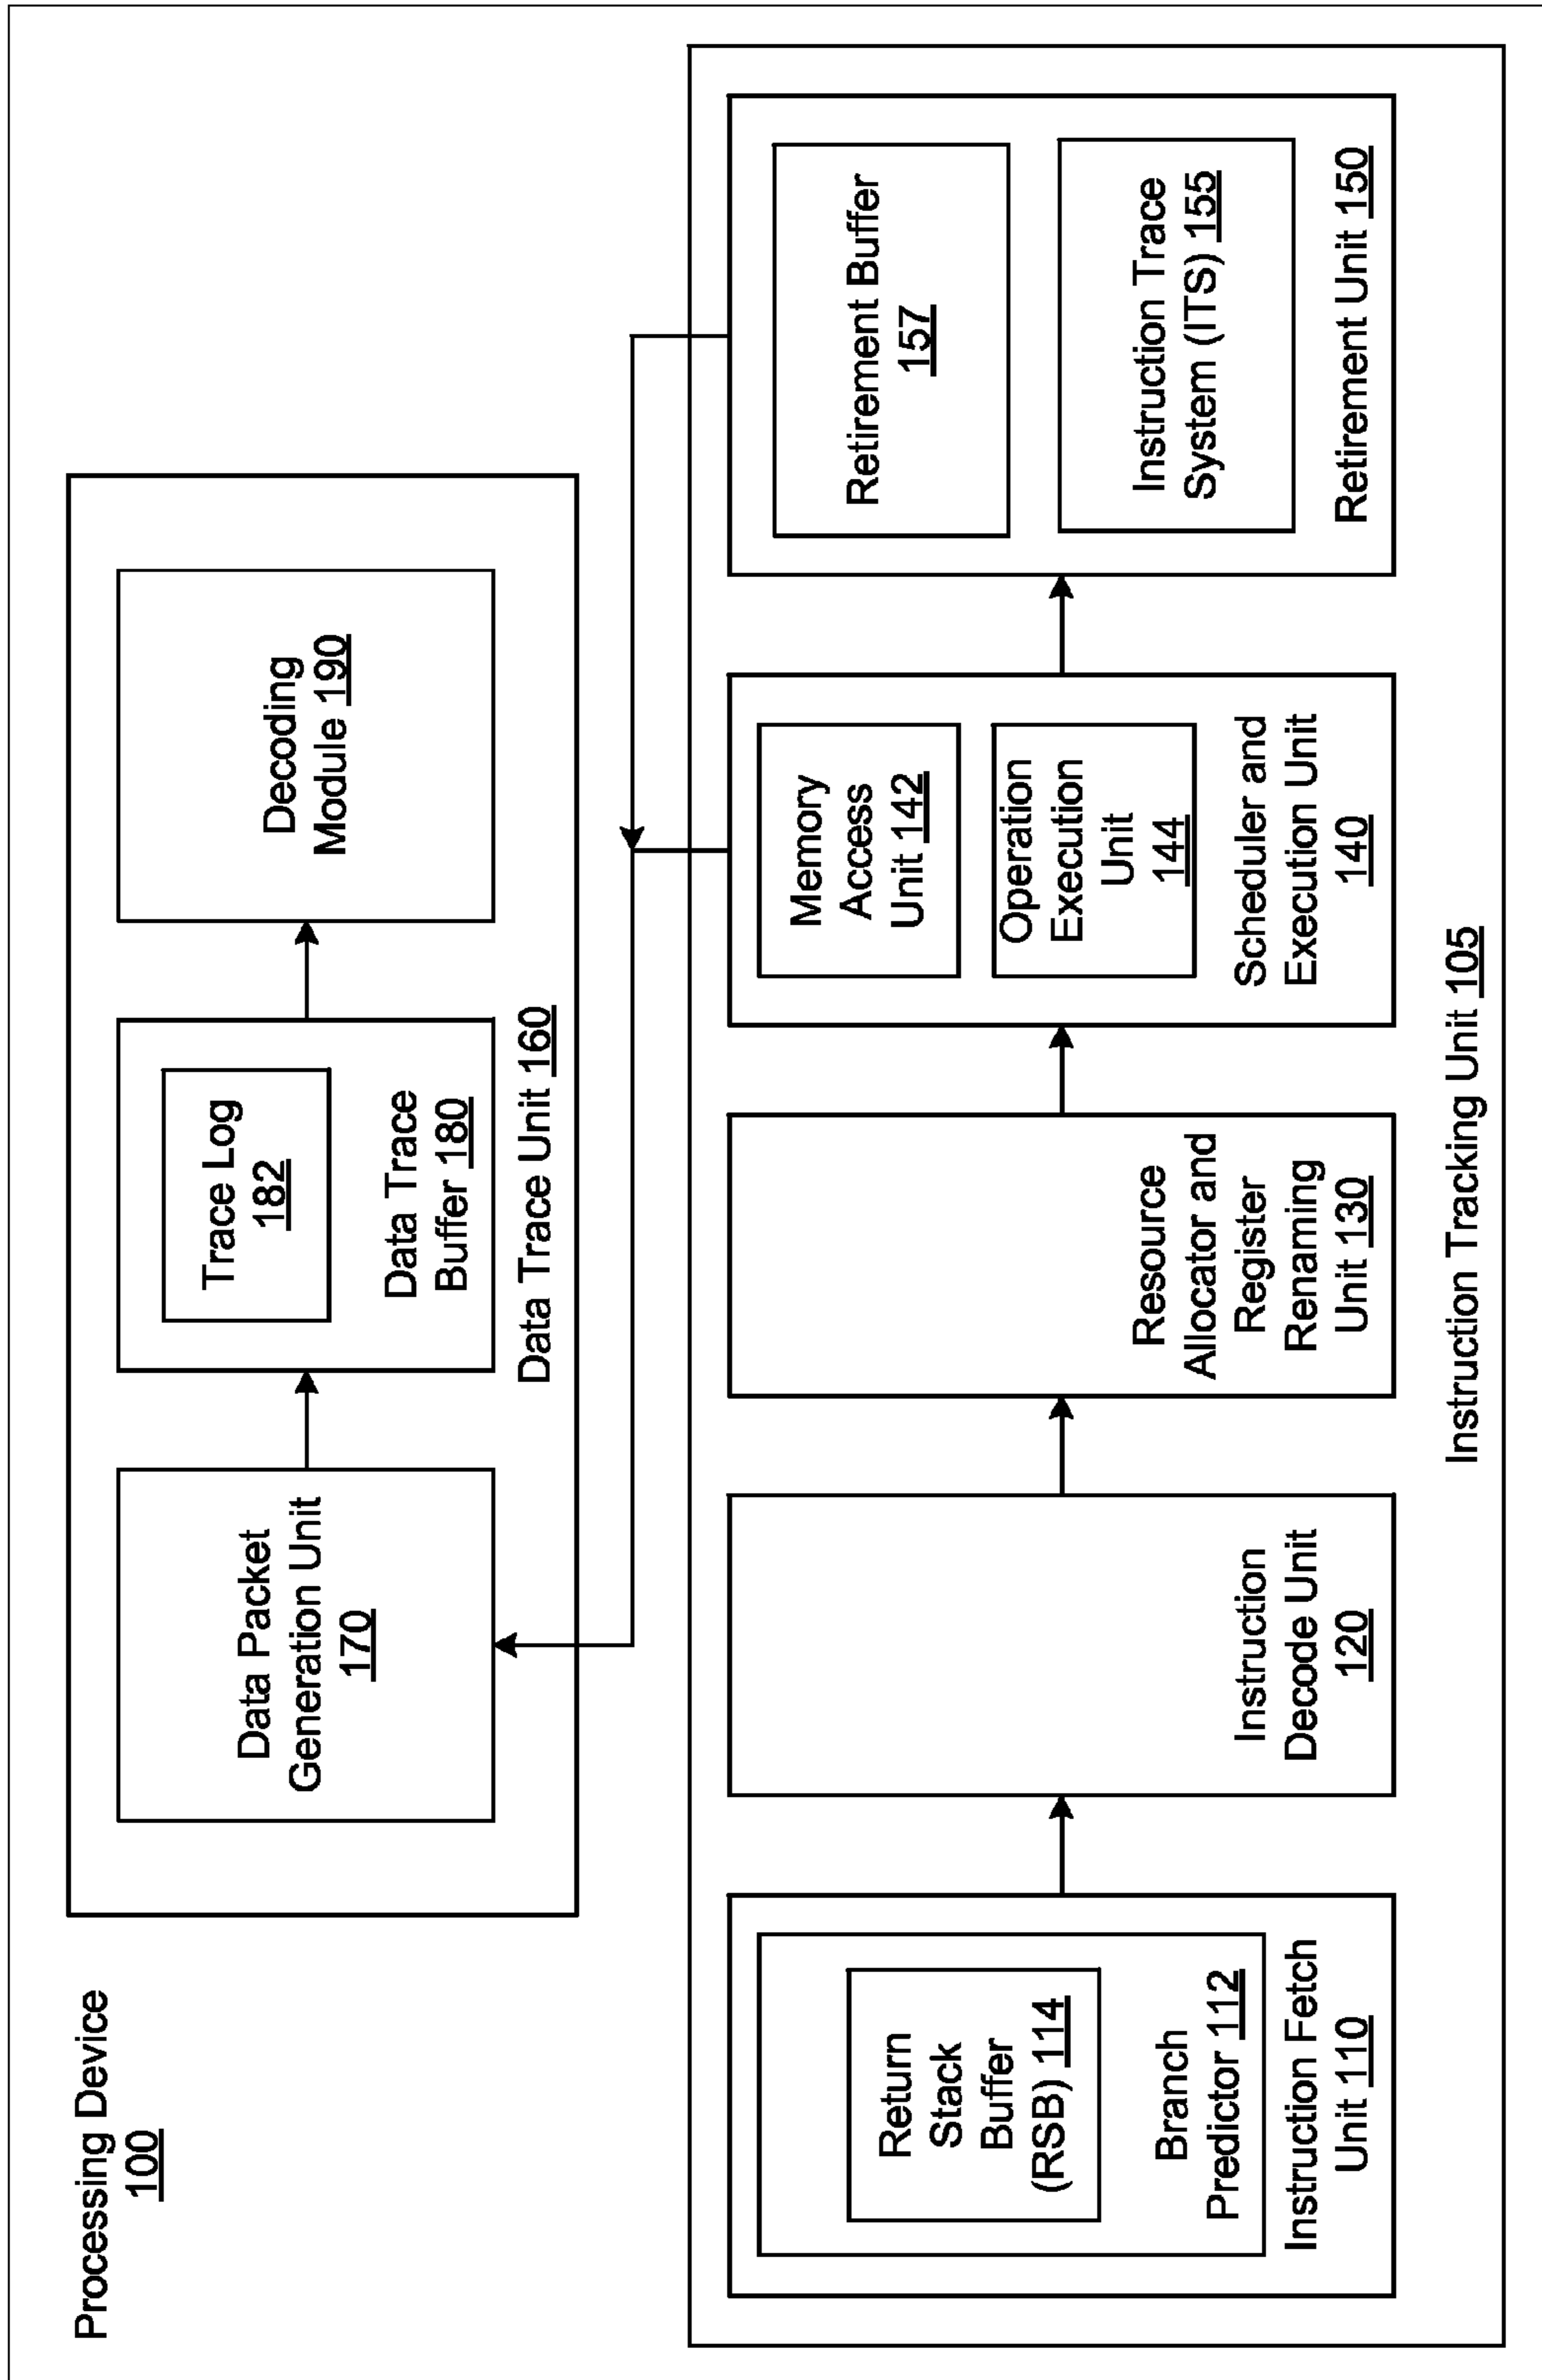 Processing Device
100
Data Packet
Generation Unit
170
Trace Log
182
Data Trace
Buffer 180
Decoding
Module 190
Data Trace Unit 160
Return
Stack
Buffer
(RSB) 114
Branch
Predictor 112
Instruction Fetch
Unit 110
Instruction
Decode Unit
120
Resource
Allocator and
Register
Renaming
Unit 130
Memory
Access
Unit 142
Operation
Execution
Unit
144
Scheduler and
Execution Unit
140
Retirement Buffer
157
Instruction Trace
System (ITS) 155
Retirement Unit 150
Instruction Tracking Unit 105